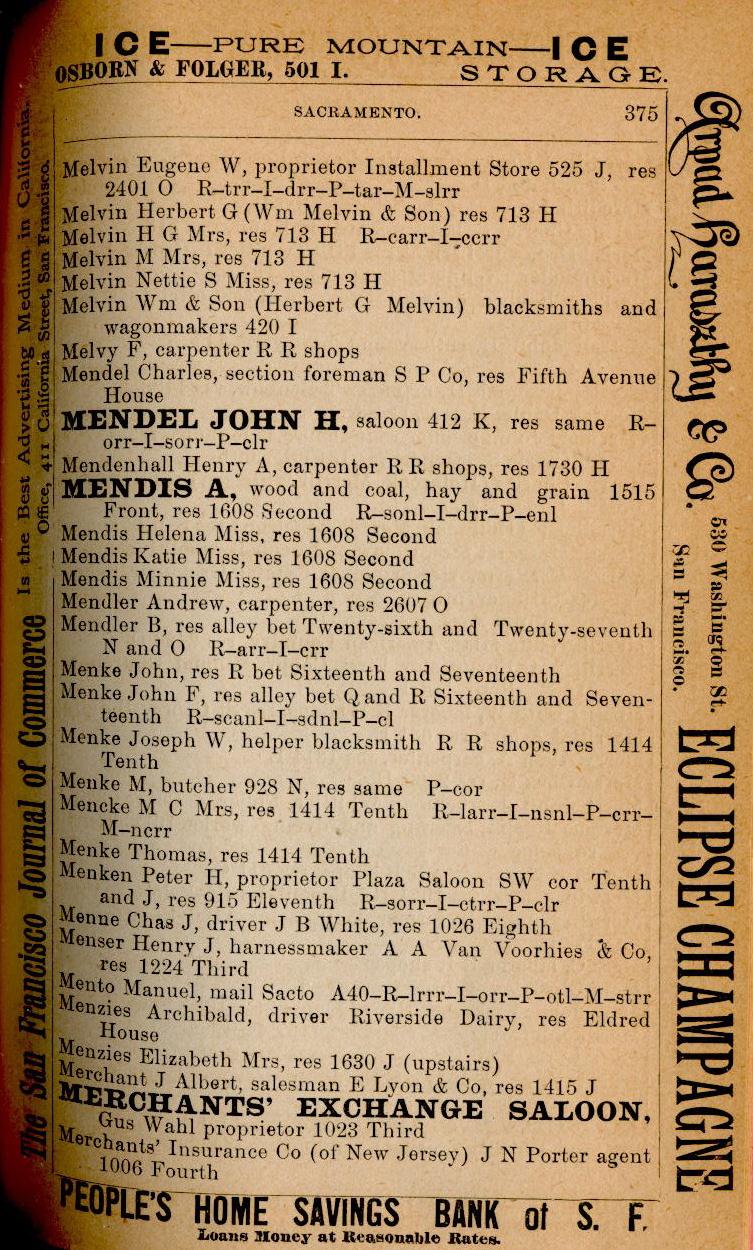 ICE—PURE MOUNTAIN—ICE
OSBORN & FOLGER, 501 I. STORAGE.
SACRAMENTO. 375
Melvin Eugene W, proprietor Installment Store 525 J, res
2401 O R–trr–I–drr–P–tar–M–slrr
Melvin Herbert G (Wm Melvin & Son) res 713 H
Melvin H G Mrs, res 713 H R–carr–I–ccrr
Melvin M Mrs, res 713 H
Melvin Nettie S Miss, res 713 H
Melvin Wm & Son (Herbert G Melvin) blacksmiths and
wagonmakers 420 I
Melvy F, carpenter R R shops
Mendel Charles, section foreman S P Co, res Fifth Avenue
House
MENDEL JOHN H, saloon 412 K, res same R–
orr–I–sorr–P–clr
Mendenhall Henry A, carpenter R R shops, res 1730 H
MENDIS A, wood and coal, hay and grain 1515
Front, res 1608 Second R–sonl–I–drr–P–enl
Mendis Helena Miss, res 1608 Second
Mendis Katie Miss, res 1608 Second
Mendis Minnie Miss, res 1608 Second
Mendler Andrew, carpenter, res 2607 O
Mendler B, res alley bet Twenty-sixth and Twenty-seventh
N and O R–arr–I–crr
Menke John, res R bet Sixteenth and Seventeenth
Menke John F, res alley bet Q and R Sixteenth and Seven-
teenth R–scanl–I–sdnl–P–cl
Menke Joseph W, helper blacksmith R R shops, res 1414
Tenth
Menke M, butcher 928 N, res same P–cor
Mencke M C Mrs, res 1414 Tenth R–larr–I–nsnl–P–crr–
M–ncrr
Menke Thomas, res 1414 Tenth
Menken Peter H, proprietor Plaza Saloon SW cor Tenth
and J, res 915 Eleventh R–sorr–I–ctrr–P–clr
Menne Chas J, driver J B White, res 1026 Eighth
Menser Henry J, harnessmaker A A Van Voorhies & Co,
res 1224 Third
Mento Manuel, mail Sacto A40–R–lrrr–I–orr–P–otl–M–strr
Menzies Archibald, driver Riverside Dairy, res Eldred
House
Menzies Elizabeth Mrs, res 1630 J (upstairs)
Merchant J Albert, salesman E Lyon & Co, res 1415 J
MERCHANTS' EXCHANGE SALOON,
Gus Wahl proprietor 1023 Third
Merchants' Insurance Co (of New Jersey) J N Porter agent
1006 Fourth
PEOPLE'S HOME SAVINGS BANK of S. F.
Loans Money at Reasonable Rates.
The San Francisco Journal of Commerce Is the Best Advertising Medium in California.
Office, 411 California Street, San Francisco.
Arpad Haraszthy & Co. 530 Washington St.
San Francisco.
ECLIPSE CHAMPAGNE